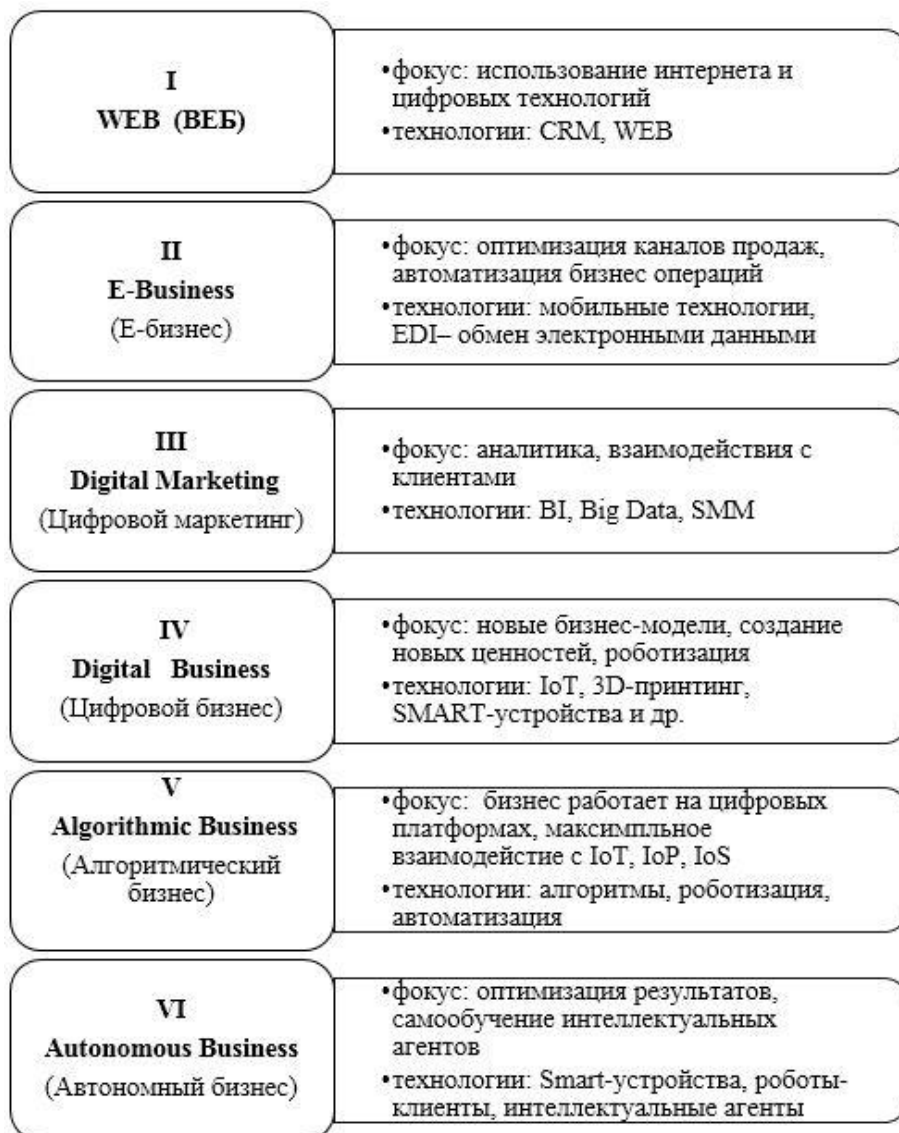 I
WEB (ВЕБ)
•фокус: использование интернета и
цифровых технологий
•технологии: CRM, WEB
II
E-Business
(Е-бизнес)
•фокус: оптимизация каналов продаж,
автоматизация бизнес операций
•технологии: мобильные технологии,
EDI– обмен электронными данными
III
Digital Marketing
(Цифровой маркетинг)
•фокус: аналитика, взаимодействия с
клиентами
•технологии: BI, Big Data, SMM
IV
Digital Business
(Цифровой бизнес)
•фокус: новые бизнес-модели, создание
новых ценностей, роботизация
•технологии: IoT, 3D-принтинг,
SMART-устройства и др.
V
Algorithmic Business
(Алгоритмический
бизнес)
•фокус: бизнес работает на цифровых
платформах, максимпльное
взаимодейстие с IoT, IoP, IoS
•технологии: алгоритмы, роботизация,
автоматизация
VI
Autonomous Business
(Автономный бизнес)
•фокус: оптимизация результатов,
самообучение интеллектуальных
агентов
•технологии: Smart-устройства, роботы-
клиенты, интеллектуальные агенты